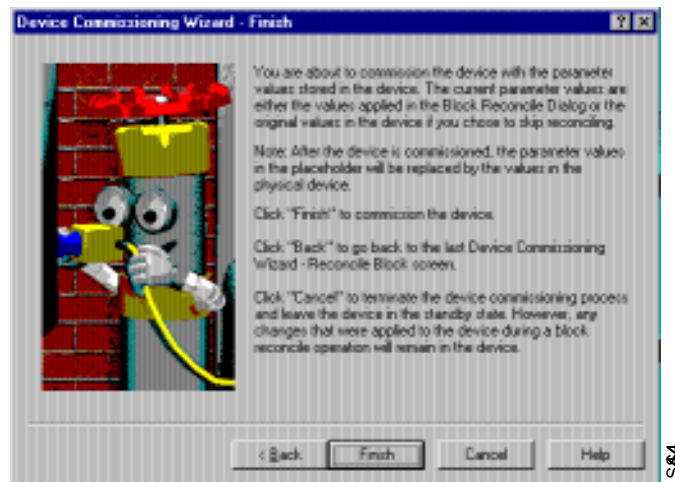 Device Commissioning Wizard - Finish
You are about to commission the device with the parameter
values stored in the device. The current parameter values are
either the values applied in the Block Reconcile Dialog or the
original values in the device if you chose to skip reconciling.
Note: After the device is commissioned, the parameter values
in the placeholder will be replaced by the values in the
physical device.
Click "Finish" to commission the device.
Click "Back" to go back to the last Device Commissioning
Wizard - Reconcile Block screen.
Click "Cancel" to terminate the device commissioning process
and leave the device in the standby state. However, any
changes that were applied to the device during a block
reconcile operation will remain in the device.
< Back
Finish
Cancel
Help